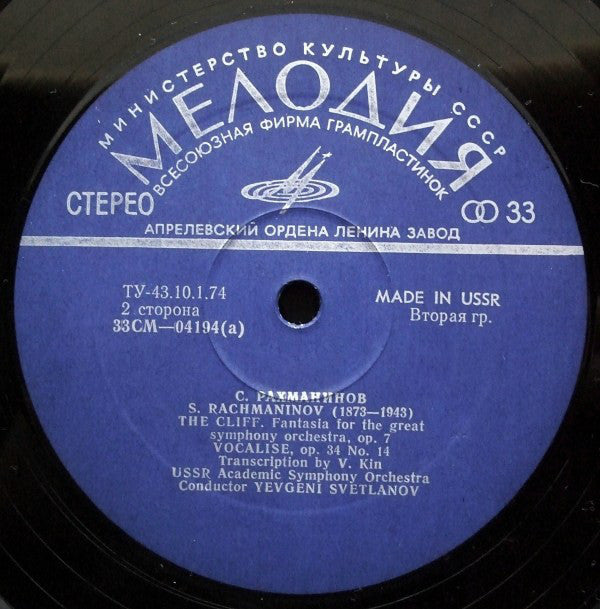 МИНИСТЕРСТВО КУЛЬТУРЫ СССР
МЕЛОДИЯ
ВСЕСОЮЗНАЯ ФИРМА ГРАМПЛАСТИНОК
СТЕРЕО
33
АПРЕЛЕВСКИЙ ОРДЕНА ЛЕНИНА ЗАВОД
ТУ-43.10.1.74
2 сторона
33СМ—04194(а)
MADE IN USSR
Вторая гр.
С. РАХМАНИНОВ
S. RACHMANINOV (1873—1943)
THE CLIFF. Fantasia for the great
symphony orchestra, op. 7
VOCALISE, op. 34 No. 14
Transcription by V. Kin
USSR Academic Symphony Orchestra
Conductor YEVGENI SVETLANOV